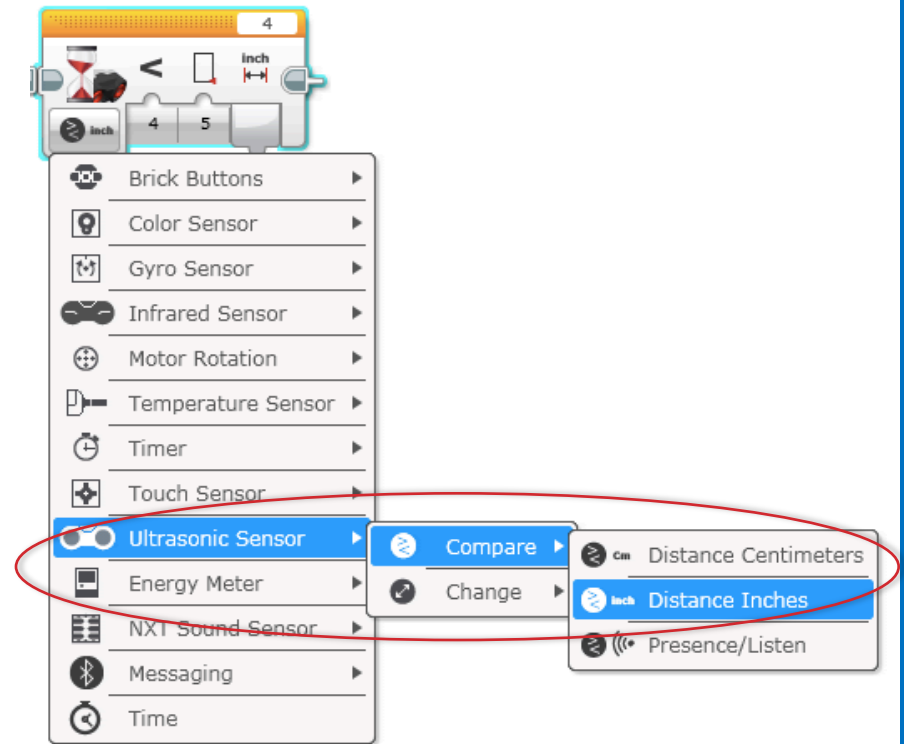 4
< inch
inch 4 5
Brick Buttons
Color Sensor
Gyro Sensor
Infrared Sensor
Motor Rotation
Temperature Sensor
Timer
Touch Sensor
Ultrasonic Sensor
Compare
cm Distance Centimeters
Energy Meter
Change
inch Distance Inches
NXT Sound Sensor
Presence/Listen
Messaging
Time